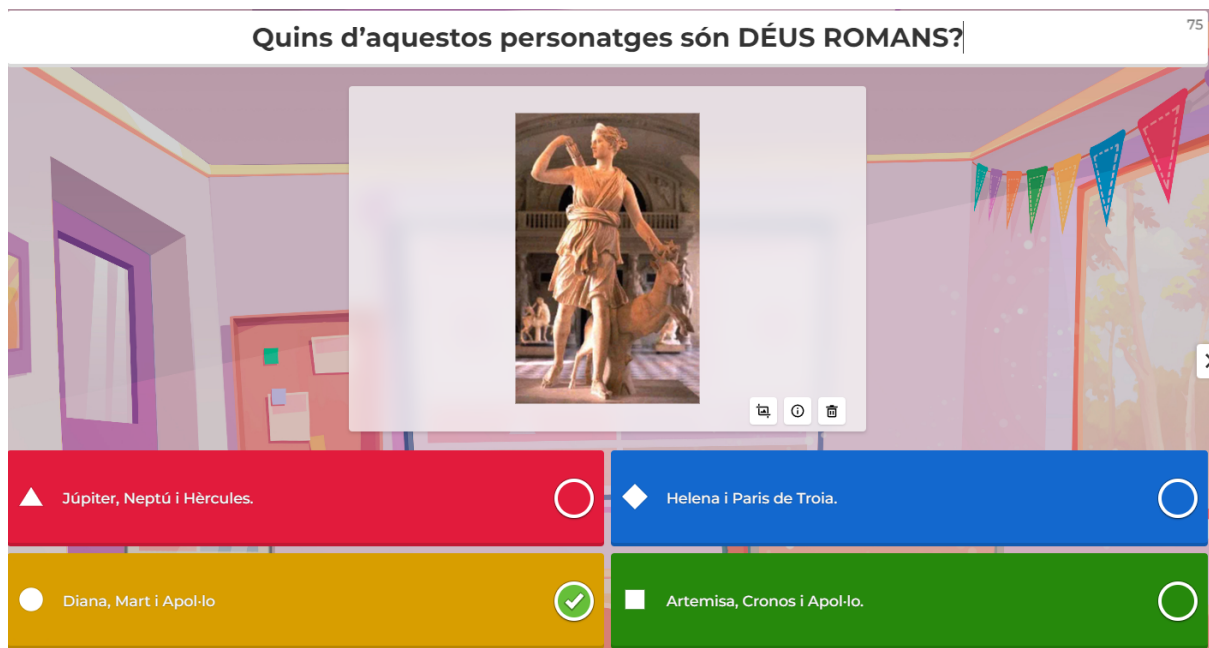 Quins d’aquestos personatges són DÉUS ROMANS?
75
Júpiter, Neptú i Hèrcules.
Helena i Paris de Troia.
Diana, Mart i Apol·lo
Artemisa, Cronos i Apol·lo.